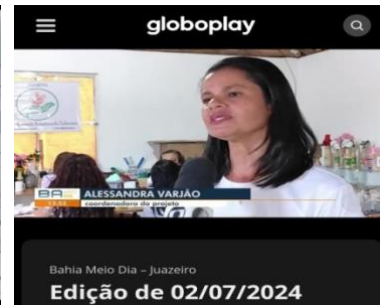 globoplay
BA
ALESSANDRA VARJÃO
coordenadora do projeto
Bahia Meio Dia – Juazeiro
Edição de 02/07/2024